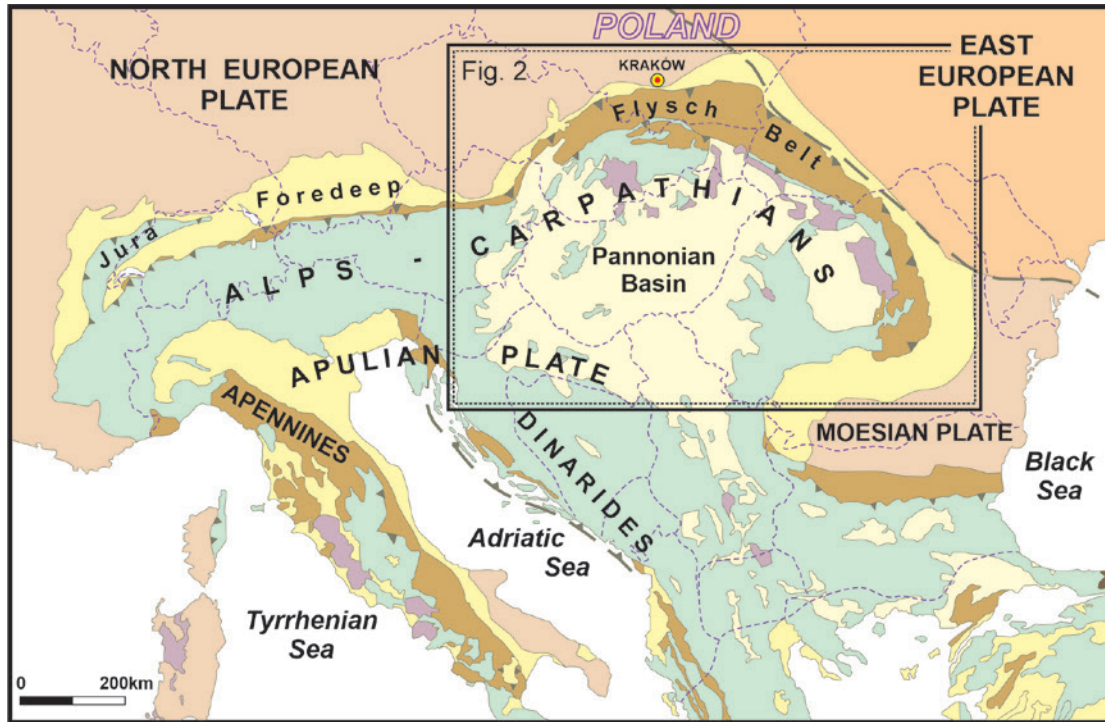 POLAND
EAST
EUROPEAN
PLATE
NORTH EUROPEAN
PLATE
Fig. 2
KRAKÓW
Flysch
Belt
Foredeep
Jura
ALPS - CARPATHIANS
Pannonian
Basin
APULIAN PLATE
APENNINES
DINARIDES
MOESIAN PLATE
Black
Sea
Adriatic
Sea
Tyrrhenian
Sea
0 200km